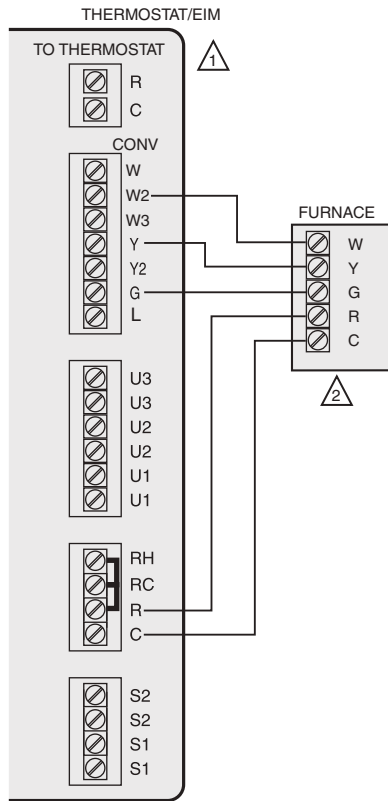 THERMOSTAT/EIM
TO THERMOSTAT
1
R
C
CONV
W
W2
W3
Y
Y2
G
L
FURNACE
W
Y
G
R
C
2
U3
U3
U2
U2
U1
U1
RH
RC
R
C
S2
S2
S1
S1